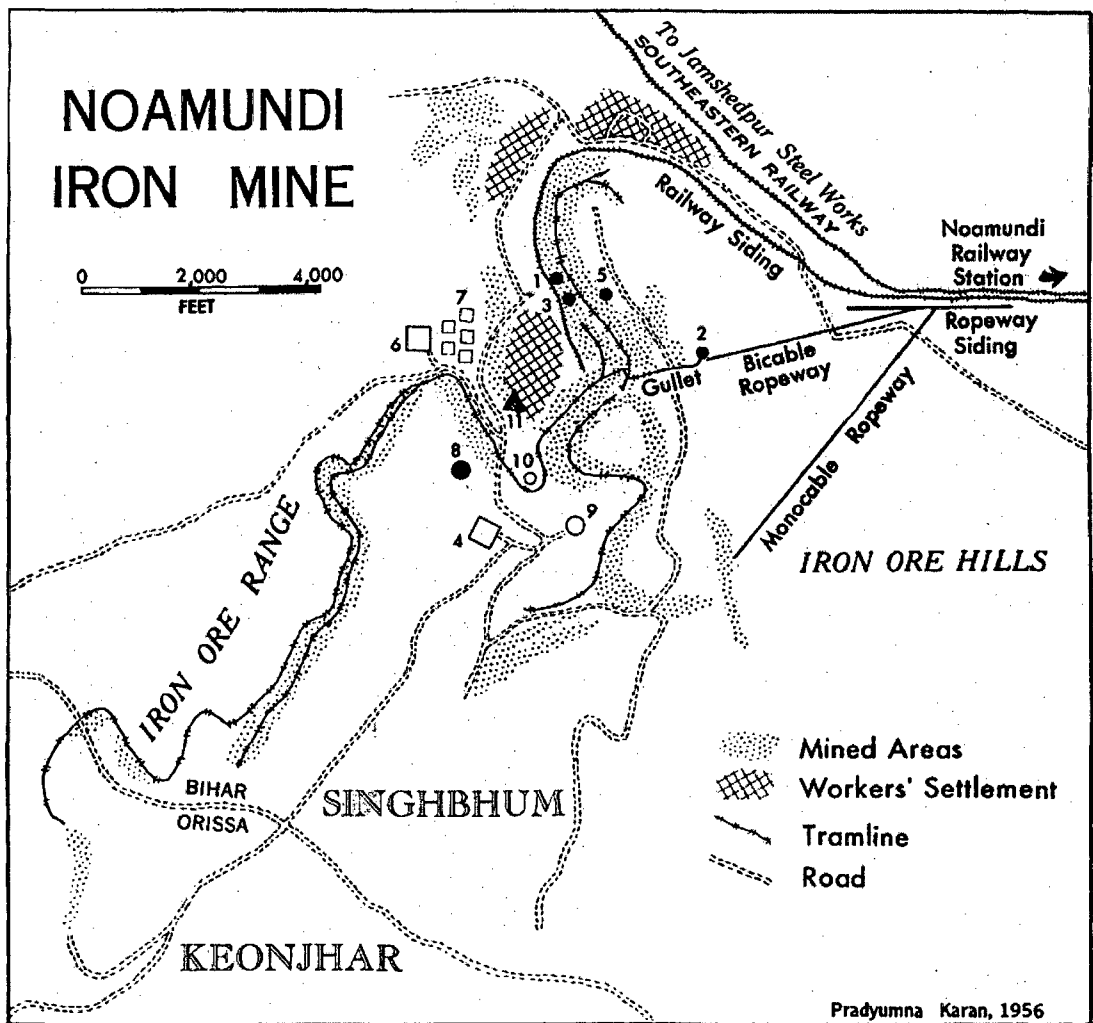 NOAMUNDI
IRON MINE
0 2,000 4,000
FEET
To Jamshedpur Steel Works
SOUTHEASTERN RAILWAY
Railway Siding
Noamundi
Railway
Station
Ropeway
Siding
Bicable
Ropeway
Gullet
Monocable Ropeway
1
2
3
4
5
6
7
8
9
10
11
IRON ORE RANGE
IRON ORE HILLS
BIHAR
ORISSA
SINGHBHUM
KEONJHAR
Mined Areas
Workers' Settlement
Tramline
Road
Pradyumna Karan, 1956